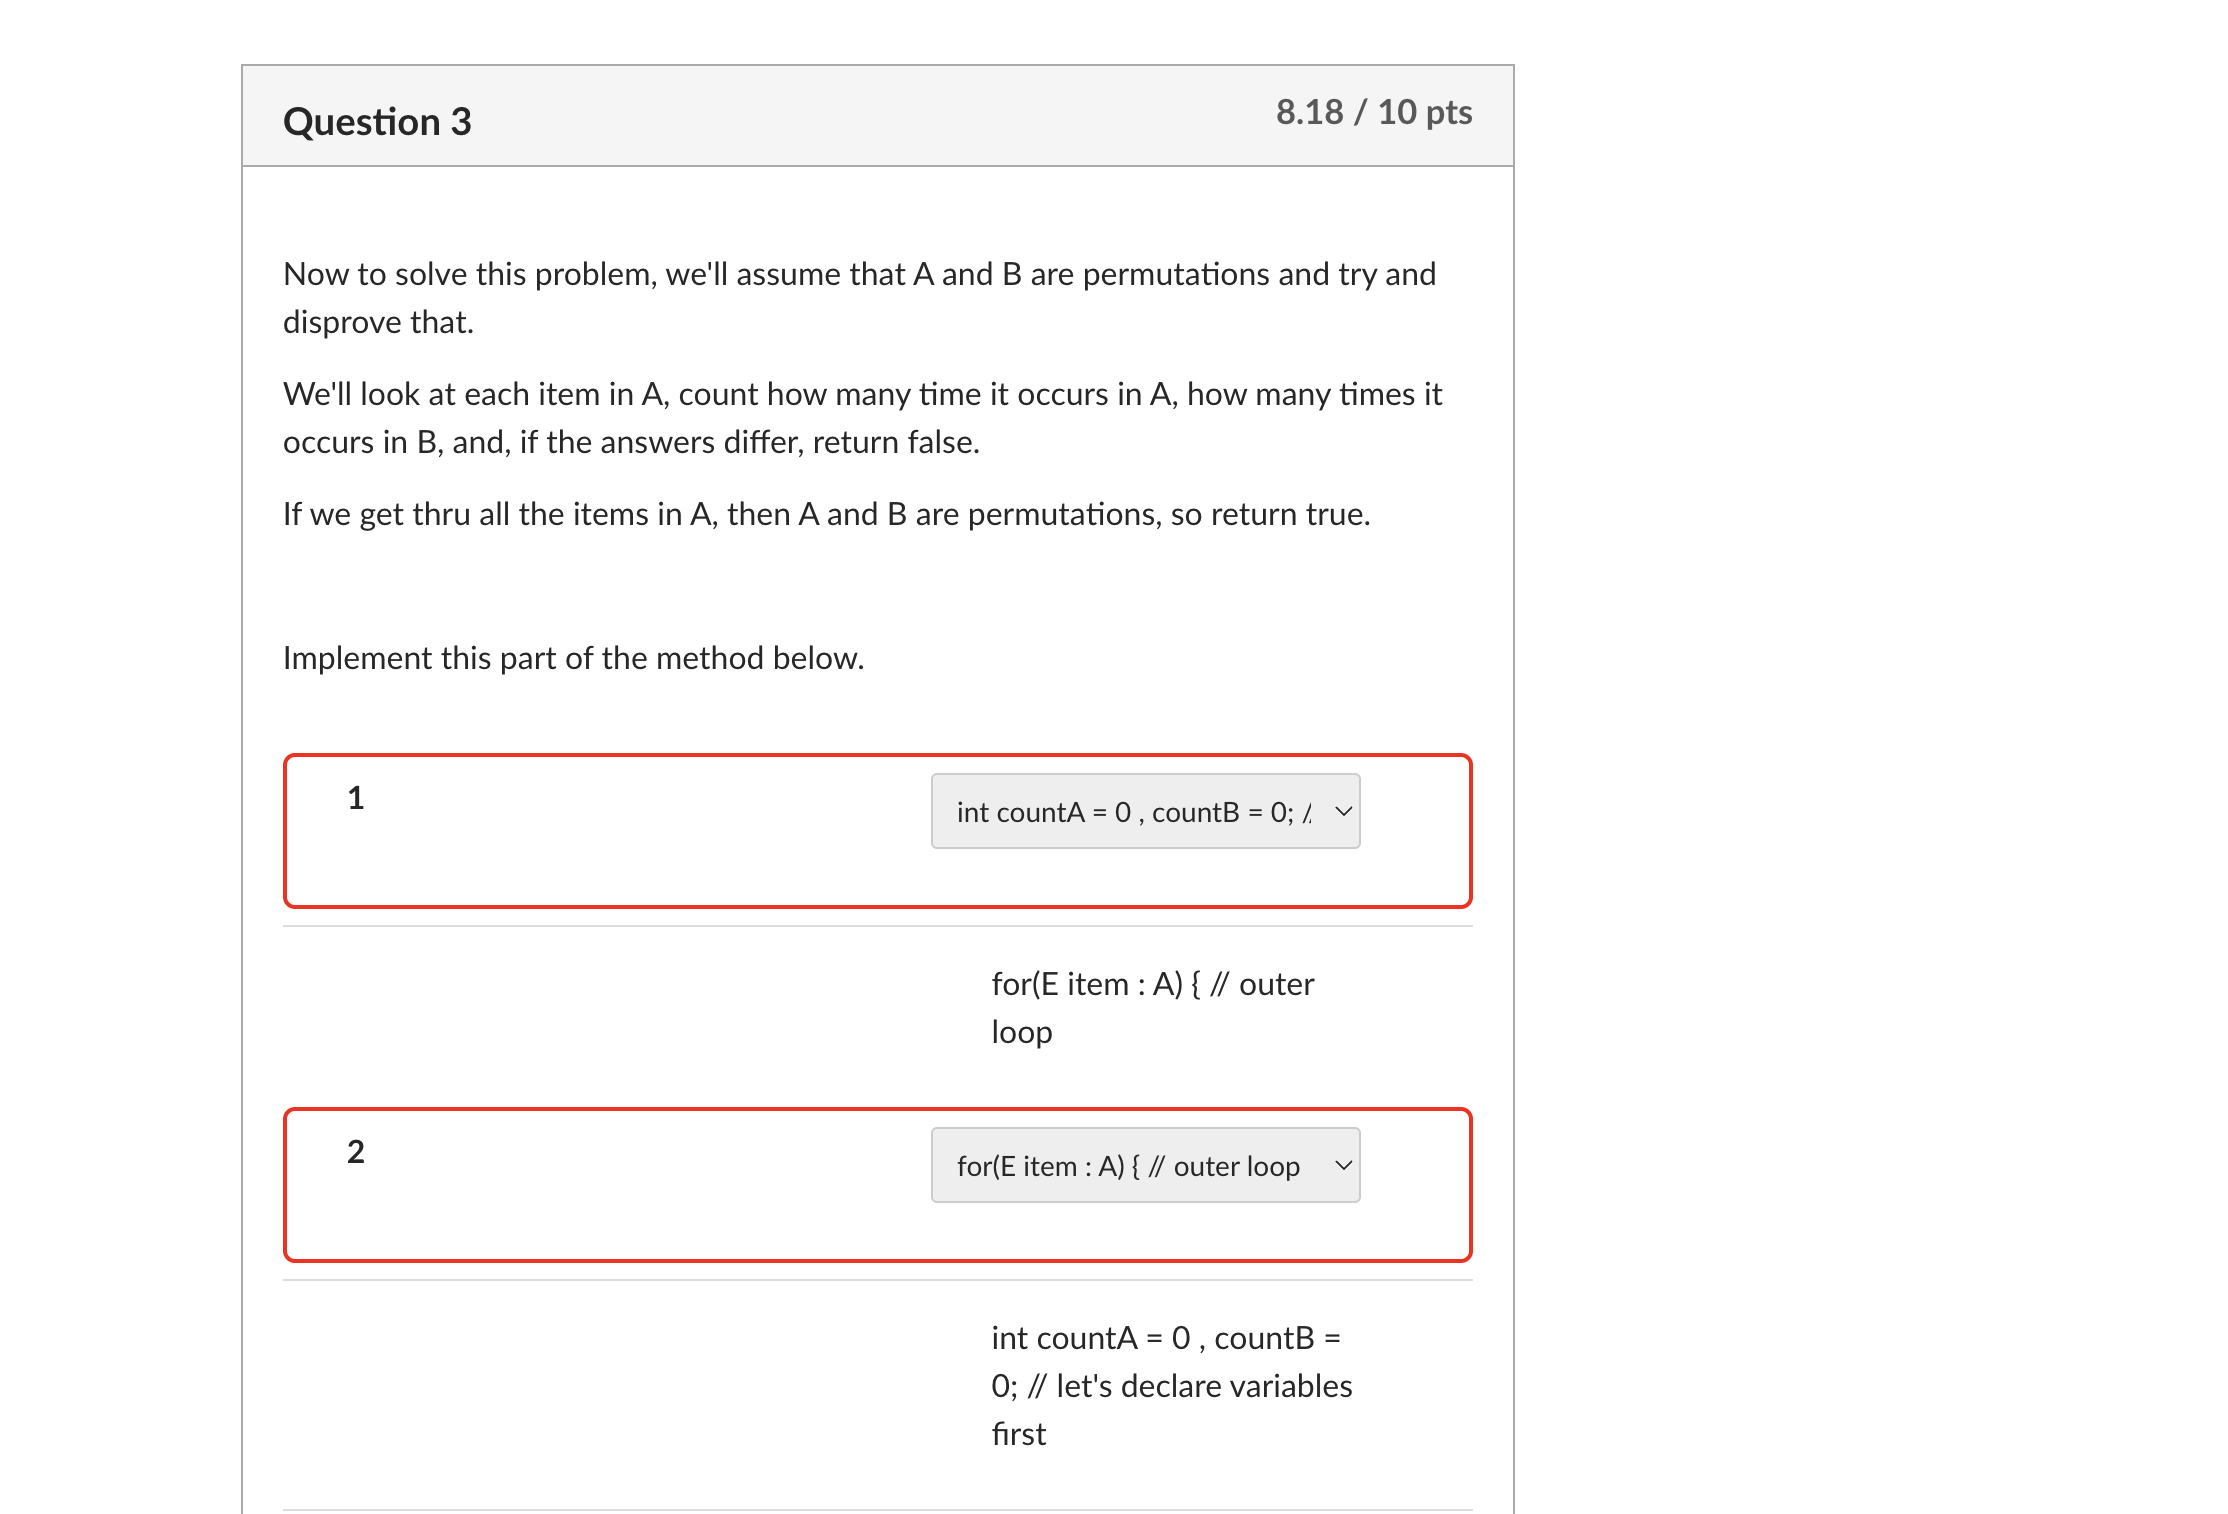 Question 3
8.18 / 10 pts
Now to solve this problem, we'll assume that A and B are permutations and try and
disprove that.
We'll look at each item in A, count how many time it occurs in A, how many times it
occurs in B, and, if the answers differ, return false.
If we get thru all the items in A, then A and B are permutations, so return true.
Implement this part of the method below.
1
int countA = 0 , countB = 0; /
for(E item : A) { // outer
loop
2
for(E item : A) { // outer loop
int countA = 0 , countB =
0; // let's declare variables
first